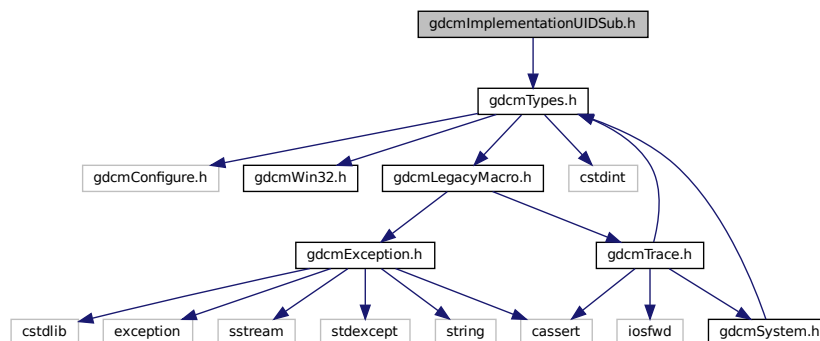 gdcmImplementationUIDSub.h
gdcmTypes.h
gdcmConfigure.h
gdcmWin32.h
gdcmLegacyMacro.h
cstdint
gdcmException.h
gdcmTrace.h
cstdlib
exception
sstream
stdexcept
string
cassert
iosfwd
gdcmSystem.h